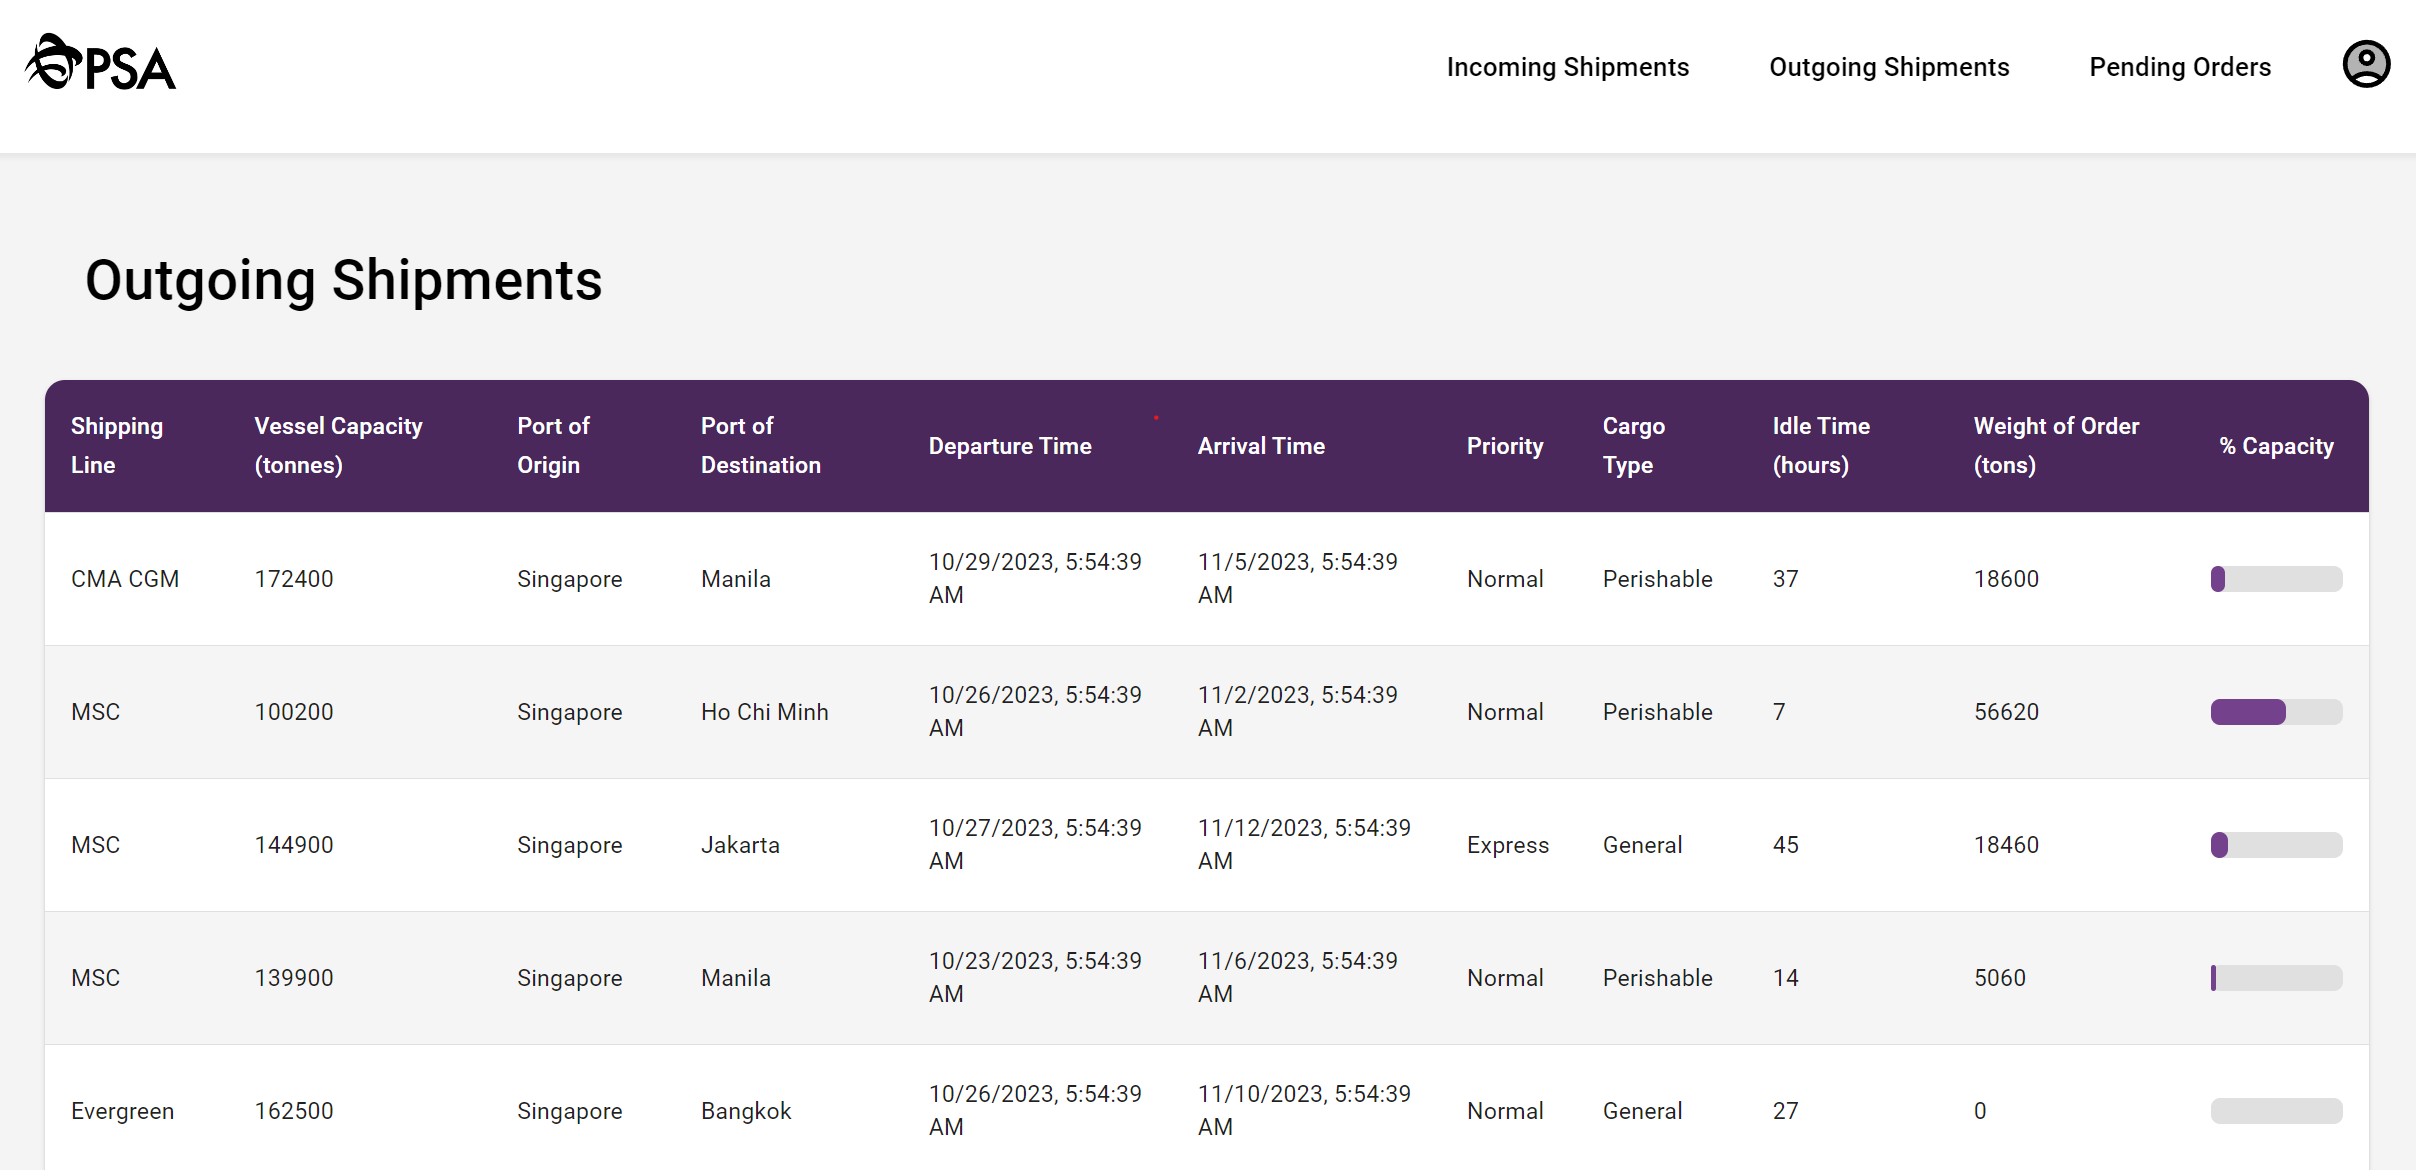 PSA
Incoming Shipments Outgoing Shipments Pending Orders
Outgoing Shipments
Shipping Line Vessel Capacity (tonnes) Port of Origin Port of Destination Departure Time Arrival Time Priority Cargo Type Idle Time (hours) Weight of Order (tons) % Capacity
CMA CGM 172400 Singapore Manila 10/29/2023, 5:54:39 AM 11/5/2023, 5:54:39 AM Normal Perishable 37 18600
MSC 100200 Singapore Ho Chi Minh 10/26/2023, 5:54:39 AM 11/2/2023, 5:54:39 AM Normal Perishable 7 56620
MSC 144900 Singapore Jakarta 10/27/2023, 5:54:39 AM 11/12/2023, 5:54:39 AM Express General 45 18460
MSC 139900 Singapore Manila 10/23/2023, 5:54:39 AM 11/6/2023, 5:54:39 AM Normal Perishable 14 5060
Evergreen 162500 Singapore Bangkok 10/26/2023, 5:54:39 AM 11/10/2023, 5:54:39 AM Normal General 27 0